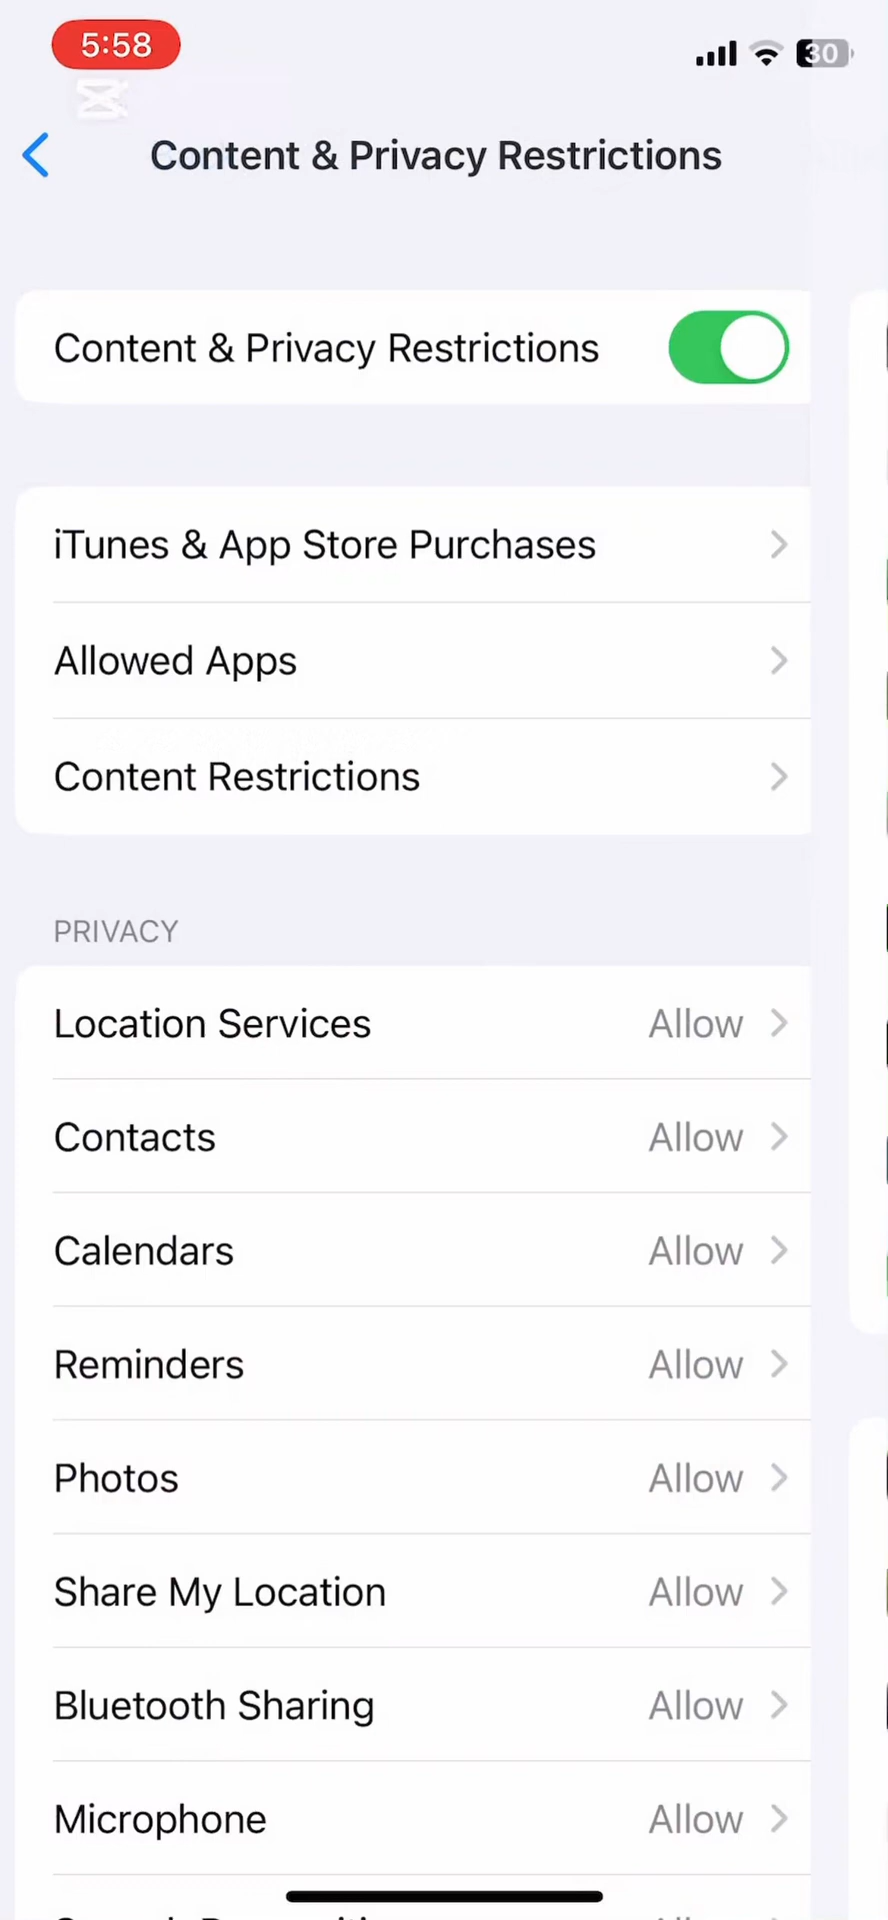 5:58
30
Content & Privacy Restrictions
Content & Privacy Restrictions
iTunes & App Store Purchases
Allowed Apps
Content Restrictions
PRIVACY
Location Services Allow
Contacts Allow
Calendars Allow
Reminders Allow
Photos Allow
Share My Location Allow
Bluetooth Sharing Allow
Microphone Allow